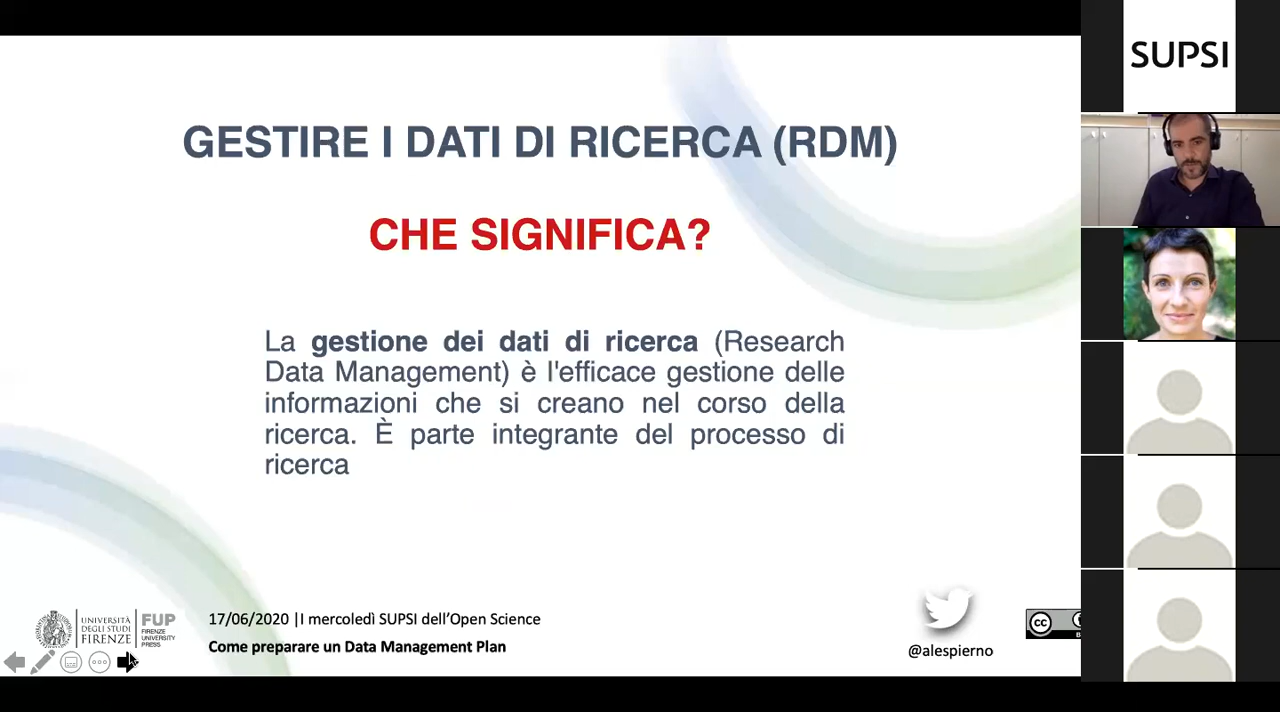 SUPSI
GESTIRE I DATI DI RICERCA (RDM)
CHE SIGNIFICA?
La gestione dei dati di ricerca (Research
Data Management) è l'efficace gestione delle
informazioni che si creano nel corso della
ricerca. È parte integrante del processo di
ricerca
UNIVERSITÀ
DEGLI STUDI
FIRENZE
FUP
FIRENZE
UNIVERSITY
PRESS
17/06/2020 |I mercoledì SUPSI dell'Open Science
Come preparare un Data Management Plan
@alespierno
cc